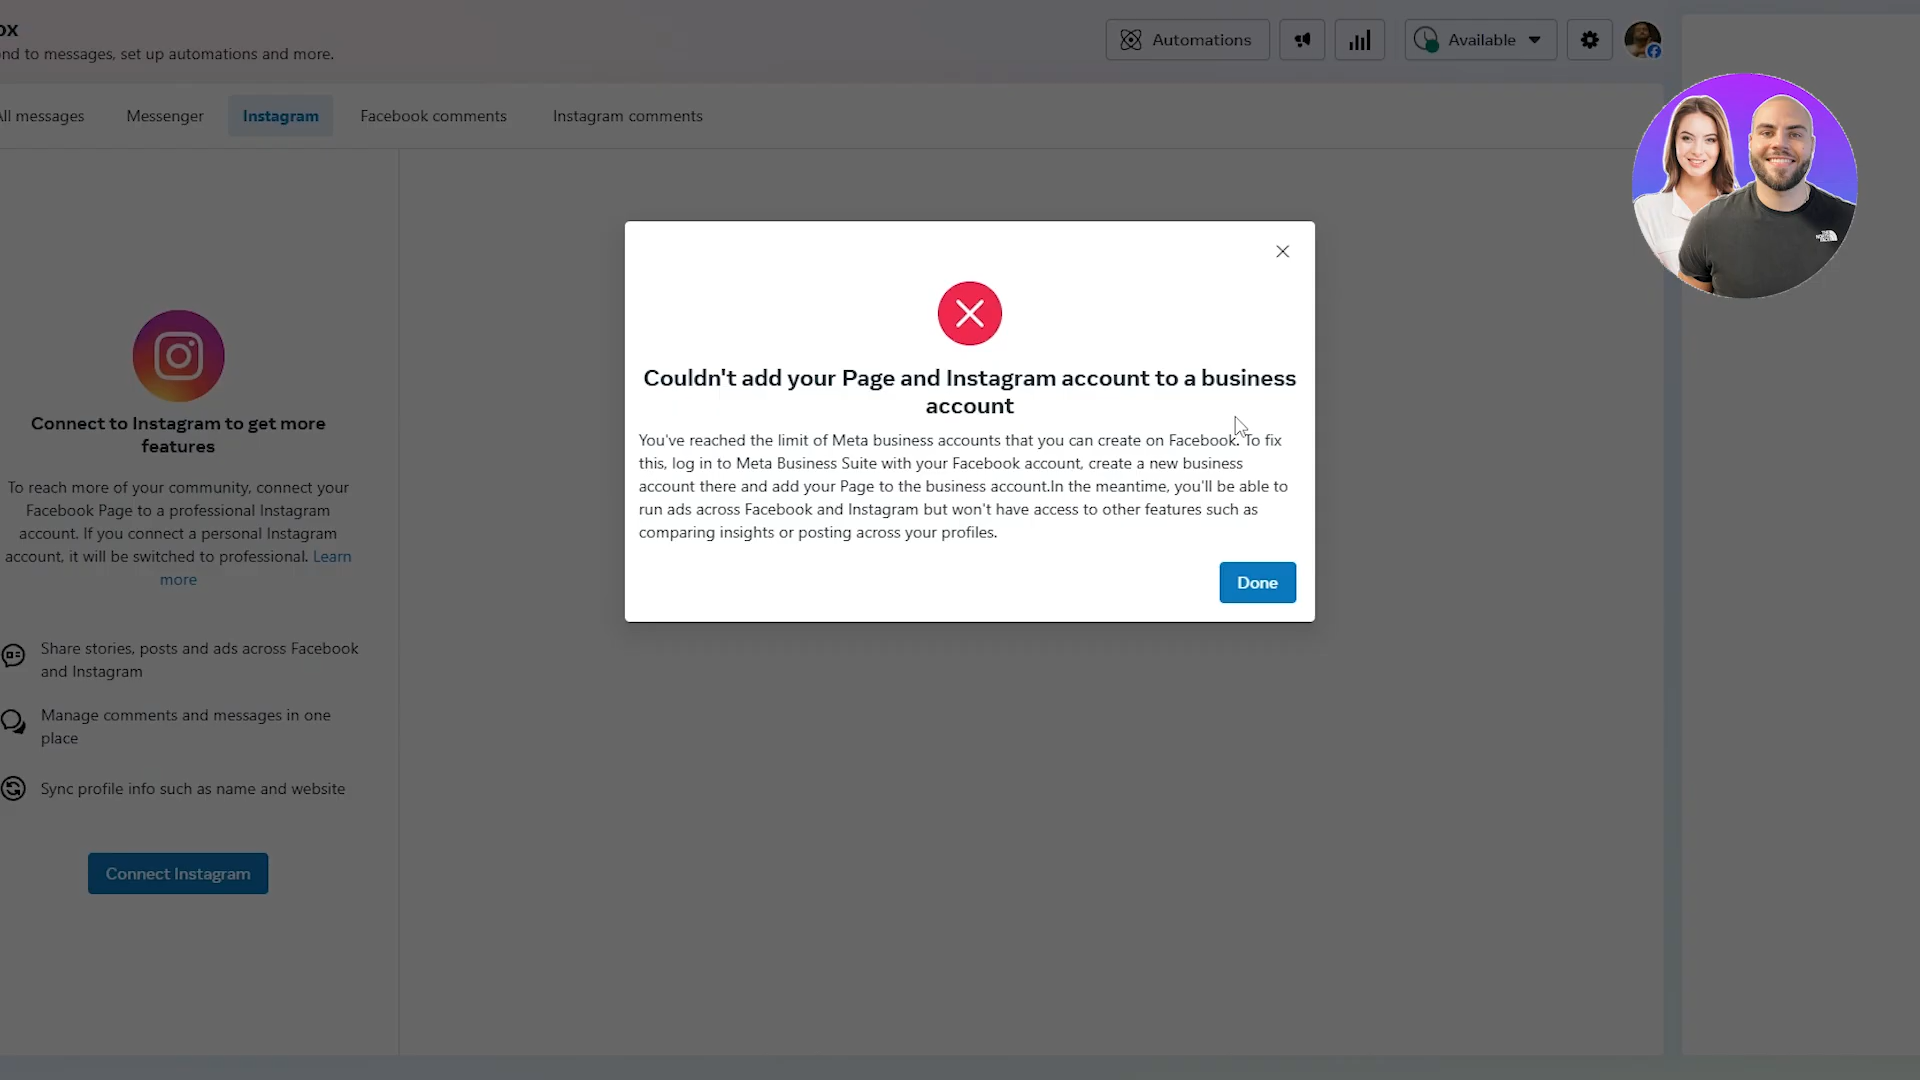 ox
nd to messages, set up automations and more.
Automations
Available
All messages
Messenger
Instagram
Facebook comments
Instagram comments
Connect to Instagram to get more
features
To reach more of your community, connect your
Facebook Page to a professional Instagram
account. If you connect a personal Instagram
account, it will be switched to professional. Learn
more
Share stories, posts and ads across Facebook
and Instagram
Manage comments and messages in one
place
Sync profile info such as name and website
Connect Instagram
Couldn't add your Page and Instagram account to a business
account
You've reached the limit of Meta business accounts that you can create on Facebook. To fix
this, log in to Meta Business Suite with your Facebook account, create a new business
account there and add your Page to the business account.In the meantime, you'll be able to
run ads across Facebook and Instagram but won't have access to other features such as
comparing insights or posting across your profiles.
Done